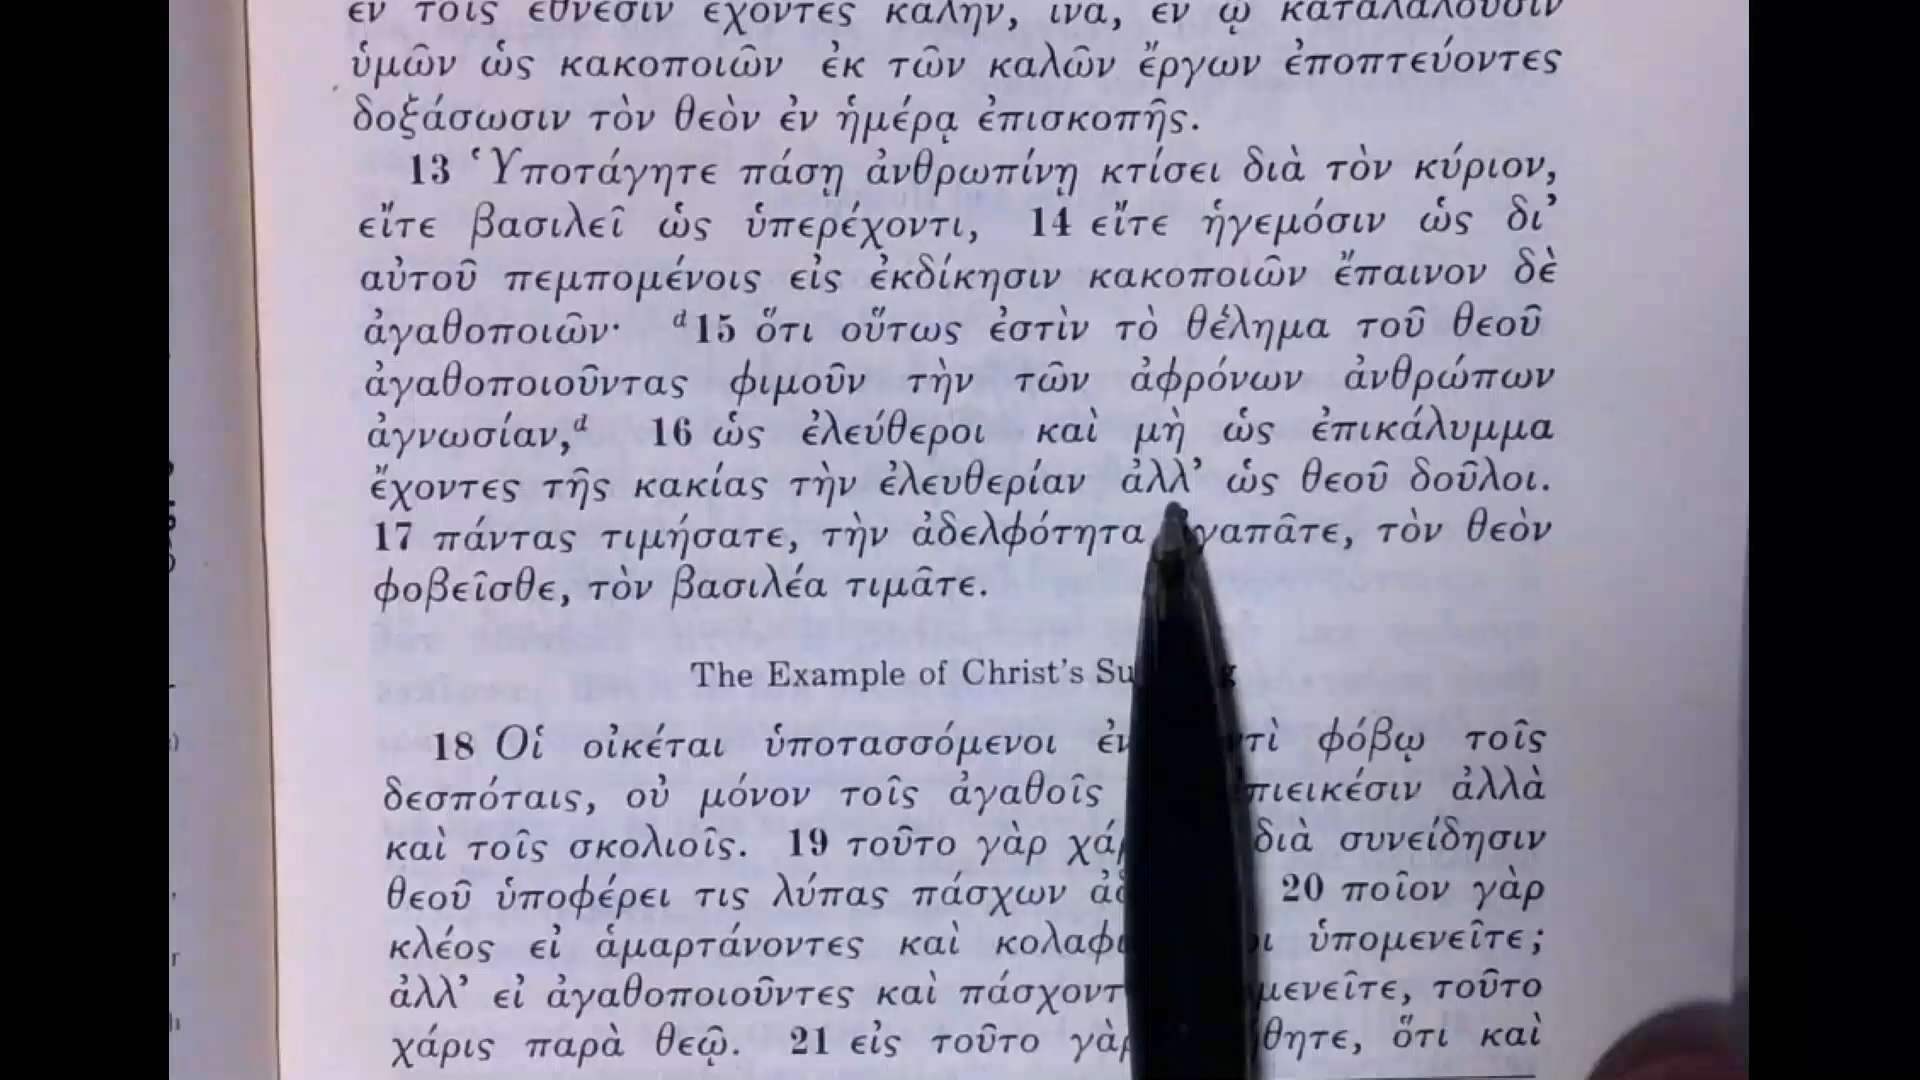 ἐν τοῖς ἔθνεσιν ἔχοντες καλήν, ἵνα, ἐν ᾧ καταλαλοῦσιν
ὑμῶν ὡς κακοποιῶν ἐκ τῶν καλῶν ἔργων ἐποπτεύοντες
δοξάσωσιν τὸν θεὸν ἐν ἡμέρᾳ ἐπισκοπῆς.
13 Ὑποτάγητε πάσῃ ἀνθρωπίνῃ κτίσει διὰ τὸν κύριον,
εἴτε βασιλεῖ ὡς ὑπερέχοντι, 14 εἴτε ἡγεμόσιν ὡς δι’
αὐτοῦ πεμπομένοις εἰς ἐκδίκησιν κακοποιῶν ἔπαινον δὲ
ἀγαθοποιῶν· d 15 ὅτι οὕτως ἐστὶν τὸ θέλημα τοῦ θεοῦ
ἀγαθοποιοῦντας φιμοῦν τὴν τῶν ἀφρόνων ἀνθρώπων
ἀγνωσίαν,d 16 ὡς ἐλεύθεροι καὶ μὴ ὡς ἐπικάλυμμα
ἔχοντες τῆς κακίας τὴν ἐλευθερίαν ἀλλ’ ὡς θεοῦ δοῦλοι.
17 πάντας τιμήσατε, τὴν ἀδελφότητα γαπᾶτε, τὸν θεὸν
φοβεῖσθε, τὸν βασιλέα τιμᾶτε.
The Example of Christ's
18 Οἱ οἰκέται ὑποτασσόμενοι φόβῳ τοῖς
δεσπόταις, οὐ μόνον τοῖς ἀγαθοῖς πιεικέσιν ἀλλὰ
καὶ τοῖς σκολιοῖς. 19 τοῦτο γὰρ διὰ συνείδησιν
θεοῦ ὑποφέρει τις λύπας πάσχων 20 ποῖον γὰρ
κλέος εἰ ἁμαρτάνοντες καὶ ὑπομενεῖτε;
ἀλλ’ εἰ ἀγαθοποιοῦντες καὶ μενεῖτε, τοῦτο
χάρις παρὰ θεῷ. 21 εἰς τοῦτο ὅτι καὶ